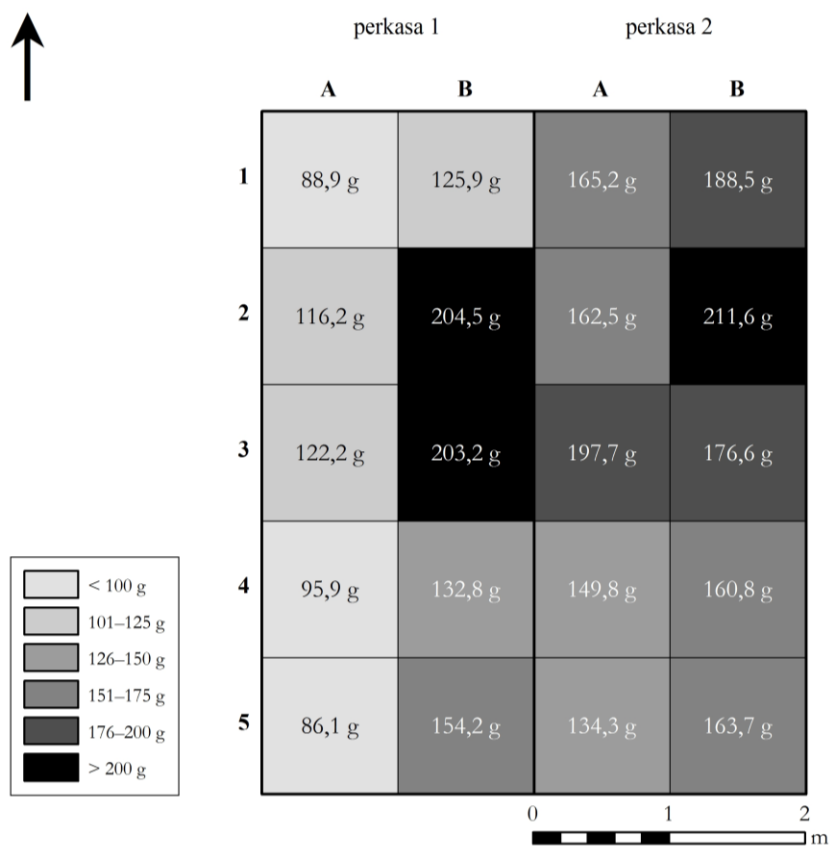 perkasa 1 perkasa 2
A B A B
1 88,9 g 125,9 g 165,2 g 188,5 g
2 116,2 g 204,5 g 162,5 g 211,6 g
3 122,2 g 203,2 g 197,7 g 176,6 g
4 95,9 g 132,8 g 149,8 g 160,8 g
5 86,1 g 154,2 g 134,3 g 163,7 g
< 100 g
101–125 g
126–150 g
151–175 g
176–200 g
> 200 g
0 1 2
m